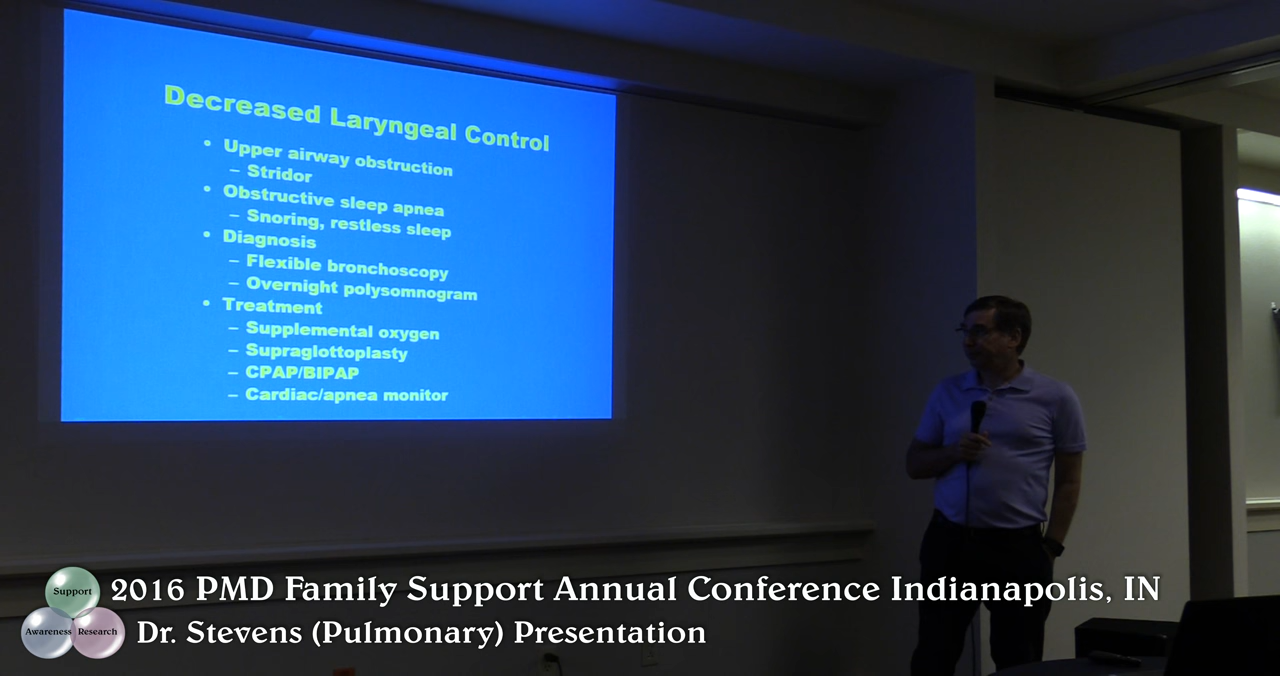 Decreased Laryngeal Control
• Upper airway obstruction
– Stridor
• Obstructive sleep apnea
– Snoring, restless sleep
• Diagnosis
– Flexible bronchoscopy
– Overnight polysomnogram
• Treatment
– Supplemental oxygen
– Supraglottoplasty
– CPAP/BIPAP
– Cardiac/apnea monitor
Support
Awareness Research
2016 PMD Family Support Annual Conference Indianapolis, IN
Dr. Stevens (Pulmonary) Presentation